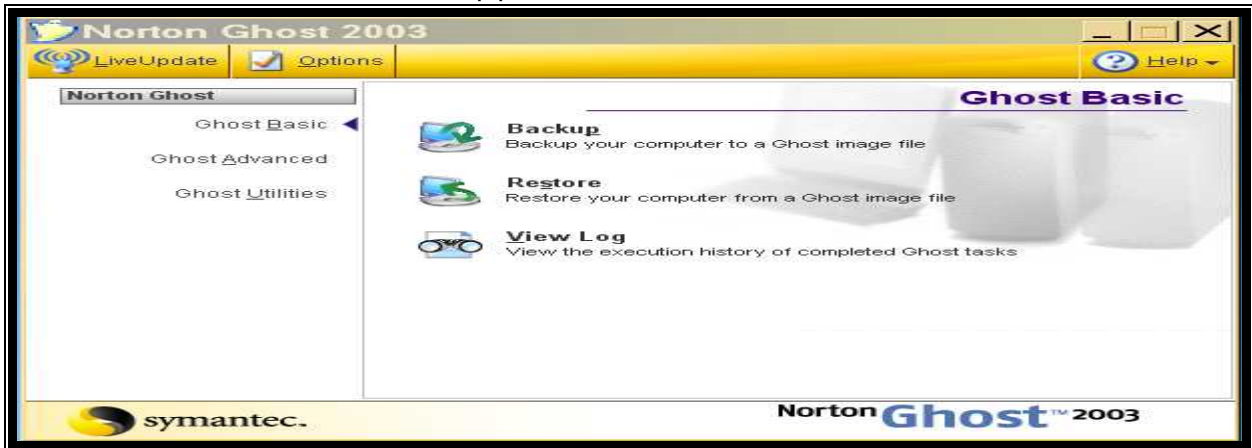 Norton Ghost 2003
LiveUpdate Options Help
Norton Ghost
Ghost Basic
Ghost Advanced
Ghost Utilities
Ghost Basic
Backup
Backup your computer to a Ghost image file
Restore
Restore your computer from a Ghost image file
View Log
View the execution history of completed Ghost tasks
symantec.
Norton Ghost™ 2003